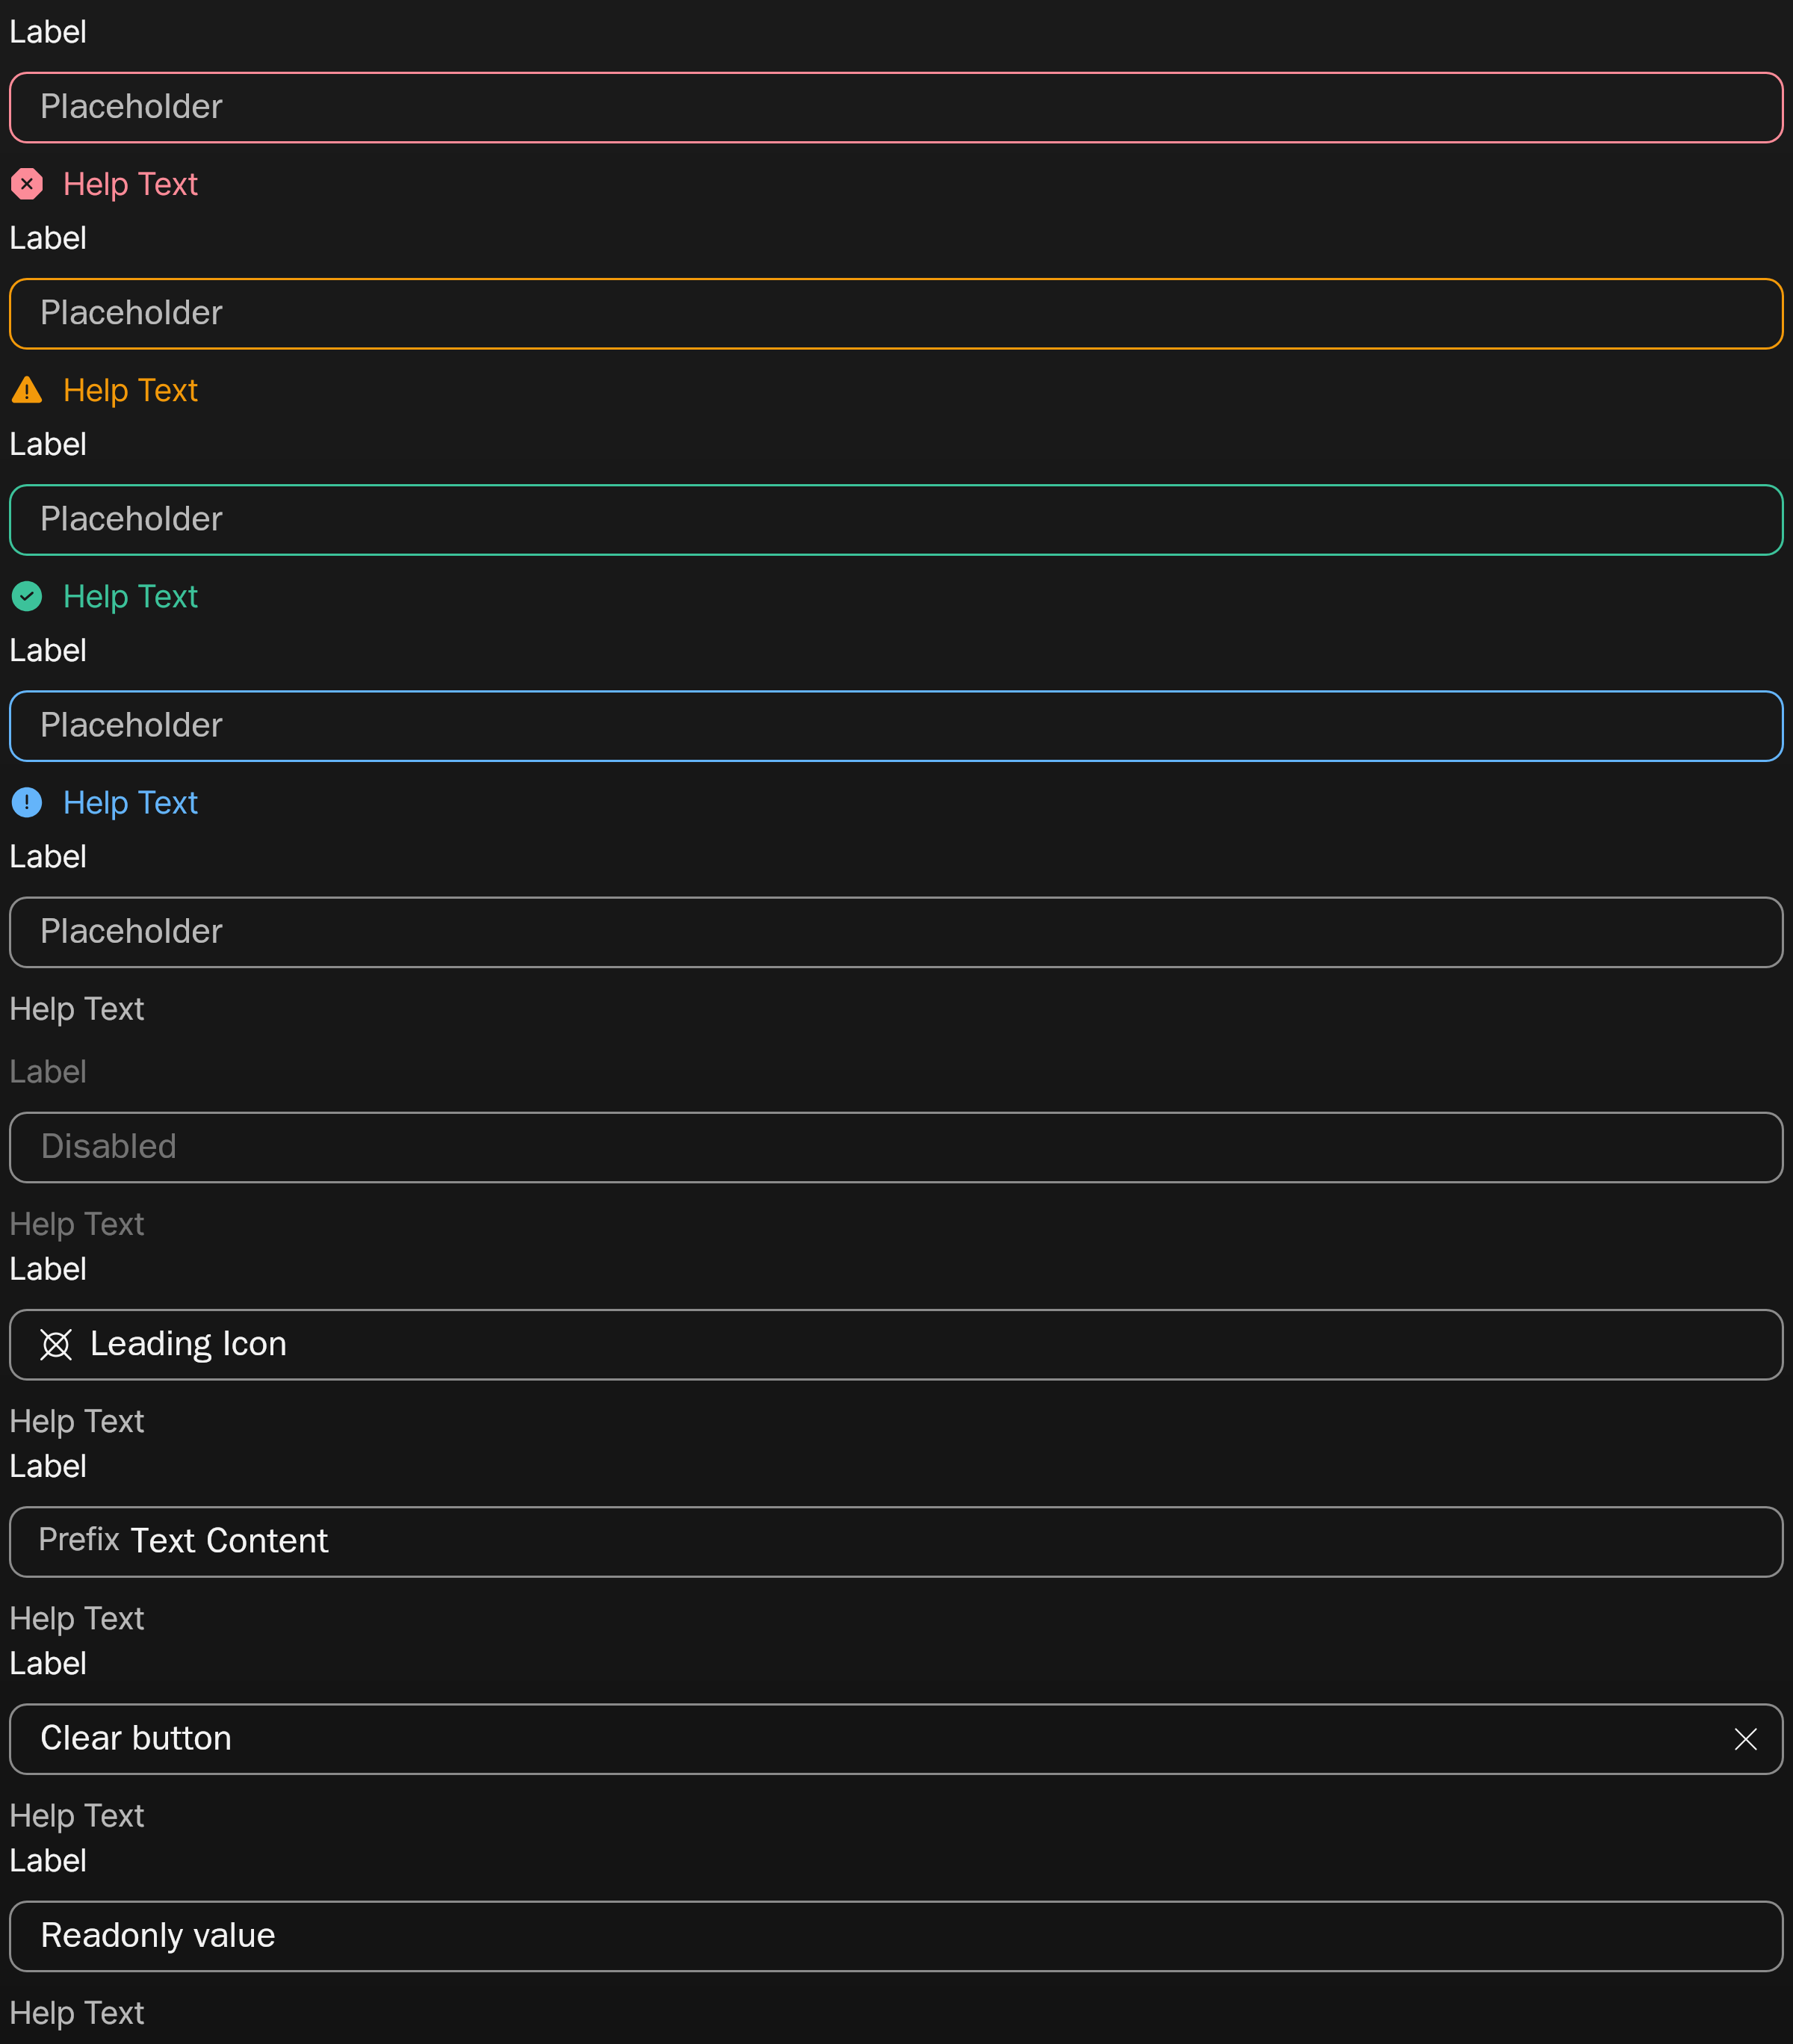 Label
Placeholder
Help Text
Label
Placeholder
Help Text
Label
Placeholder
Help Text
Label
Placeholder
Help Text
Label
Placeholder
Help Text
Label
Disabled
Help Text
Label
Leading Icon
Help Text
Label
Prefix Text Content
Help Text
Label
Clear button
Help Text
Label
Readonly value
Help Text